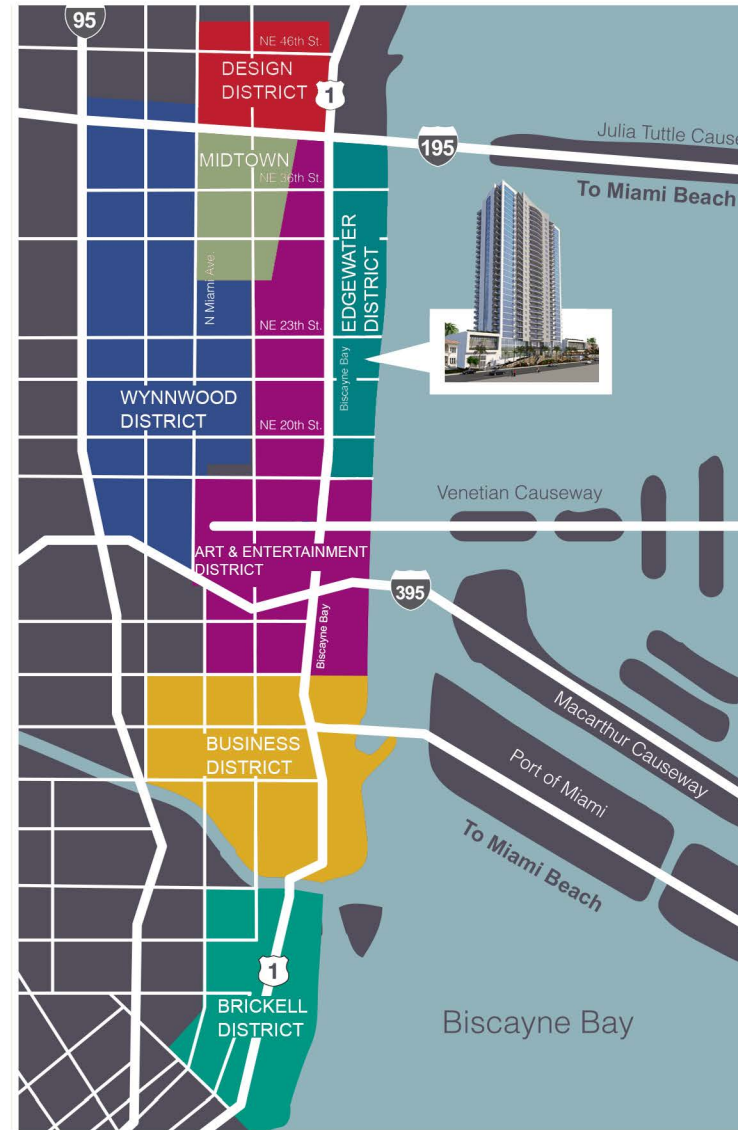 95
NE 46th St.
DESIGN
DISTRICT
1
195
Julia Tuttle Cause
To Miami Beach
MIDTOWN
NE 36th St.
EDGEWATER
DISTRICT
N Miami Ave.
NE 23th St.
Biscayne Bay
WYNNWOOD
DISTRICT
NE 20th St.
Venetian Causeway
ART & ENTERTAINMENT
DISTRICT
395
Biscayne Bay
Macarthur Causeway
BUSINESS
DISTRICT
Port of Miami
To Miami Beach
1
BRICKELL
DISTRICT
Biscayne Bay